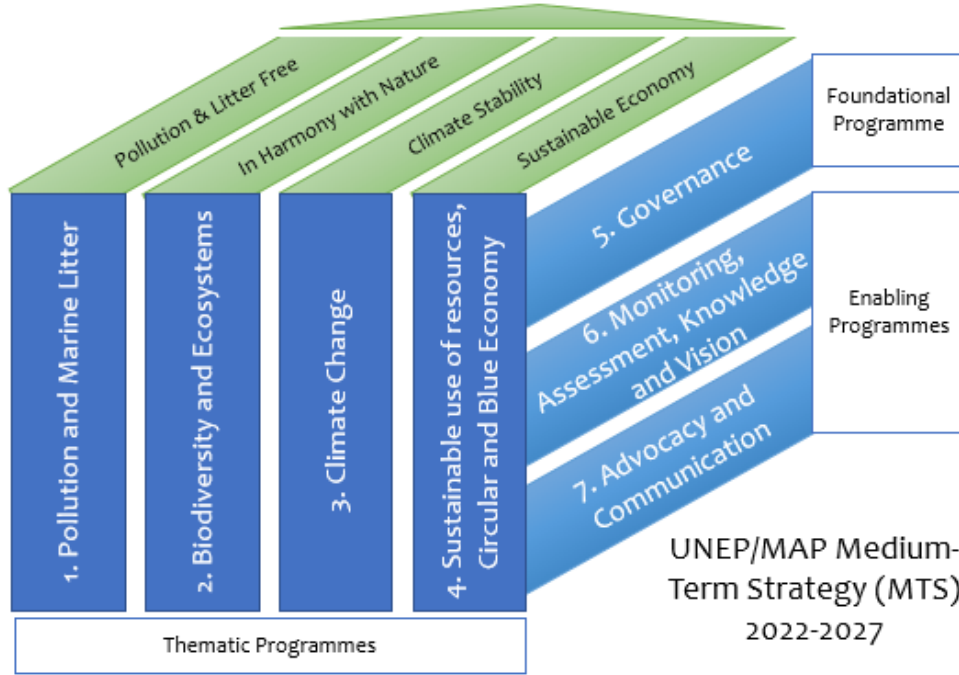 Pollution & Litter Free
In Harmony with Nature
Climate Stability
Sustainable Economy
1. Pollution and Marine Litter
2. Biodiversity and Ecosystems
3. Climate Change
4. Sustainable use of resources,
Circular and Blue Economy
5. Governance
6. Monitoring,
Assessment, Knowledge
and Vision
7. Advocacy and
Communication
Foundational
Programme
Enabling
Programmes
Thematic Programmes
UNEP/MAP Medium-
Term Strategy (MTS)
2022-2027